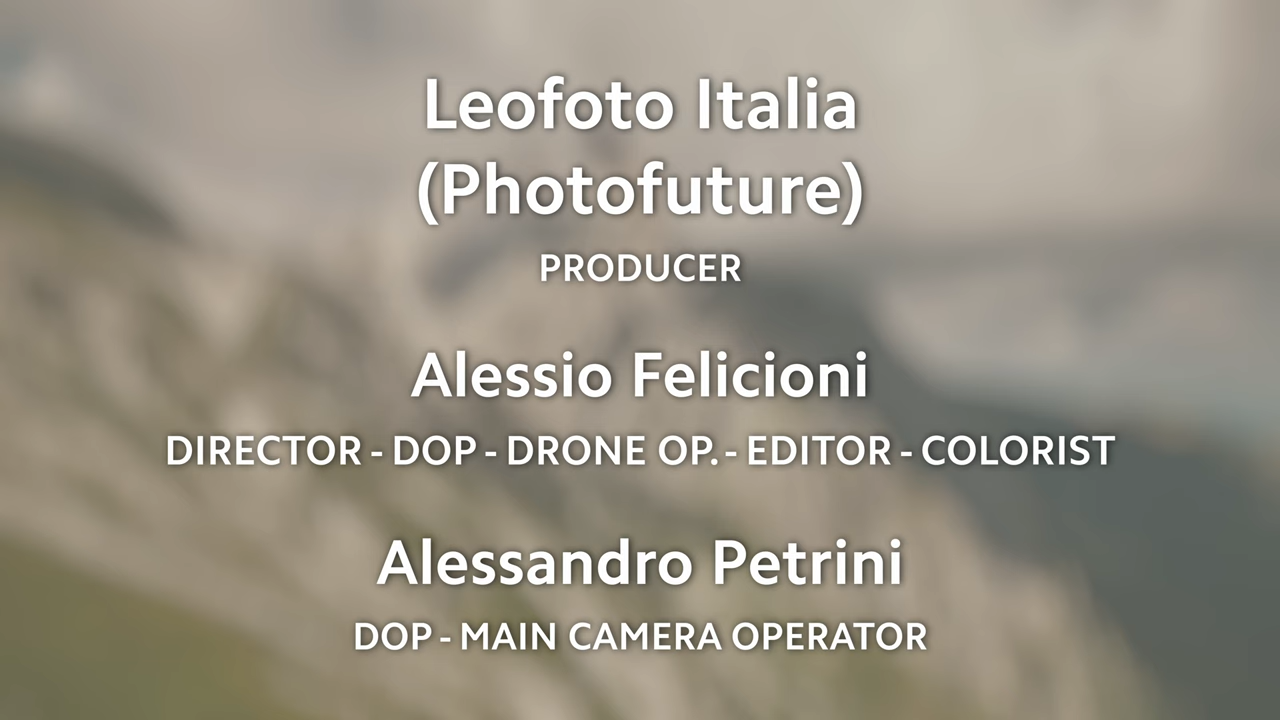 Leofoto Italia
(Photofuture)
PRODUCER
Alessio Felicioni
DIRECTOR - DOP - DRONE OP. - EDITOR - COLORIST
Alessandro Petrini
DOP - MAIN CAMERA OPERATOR